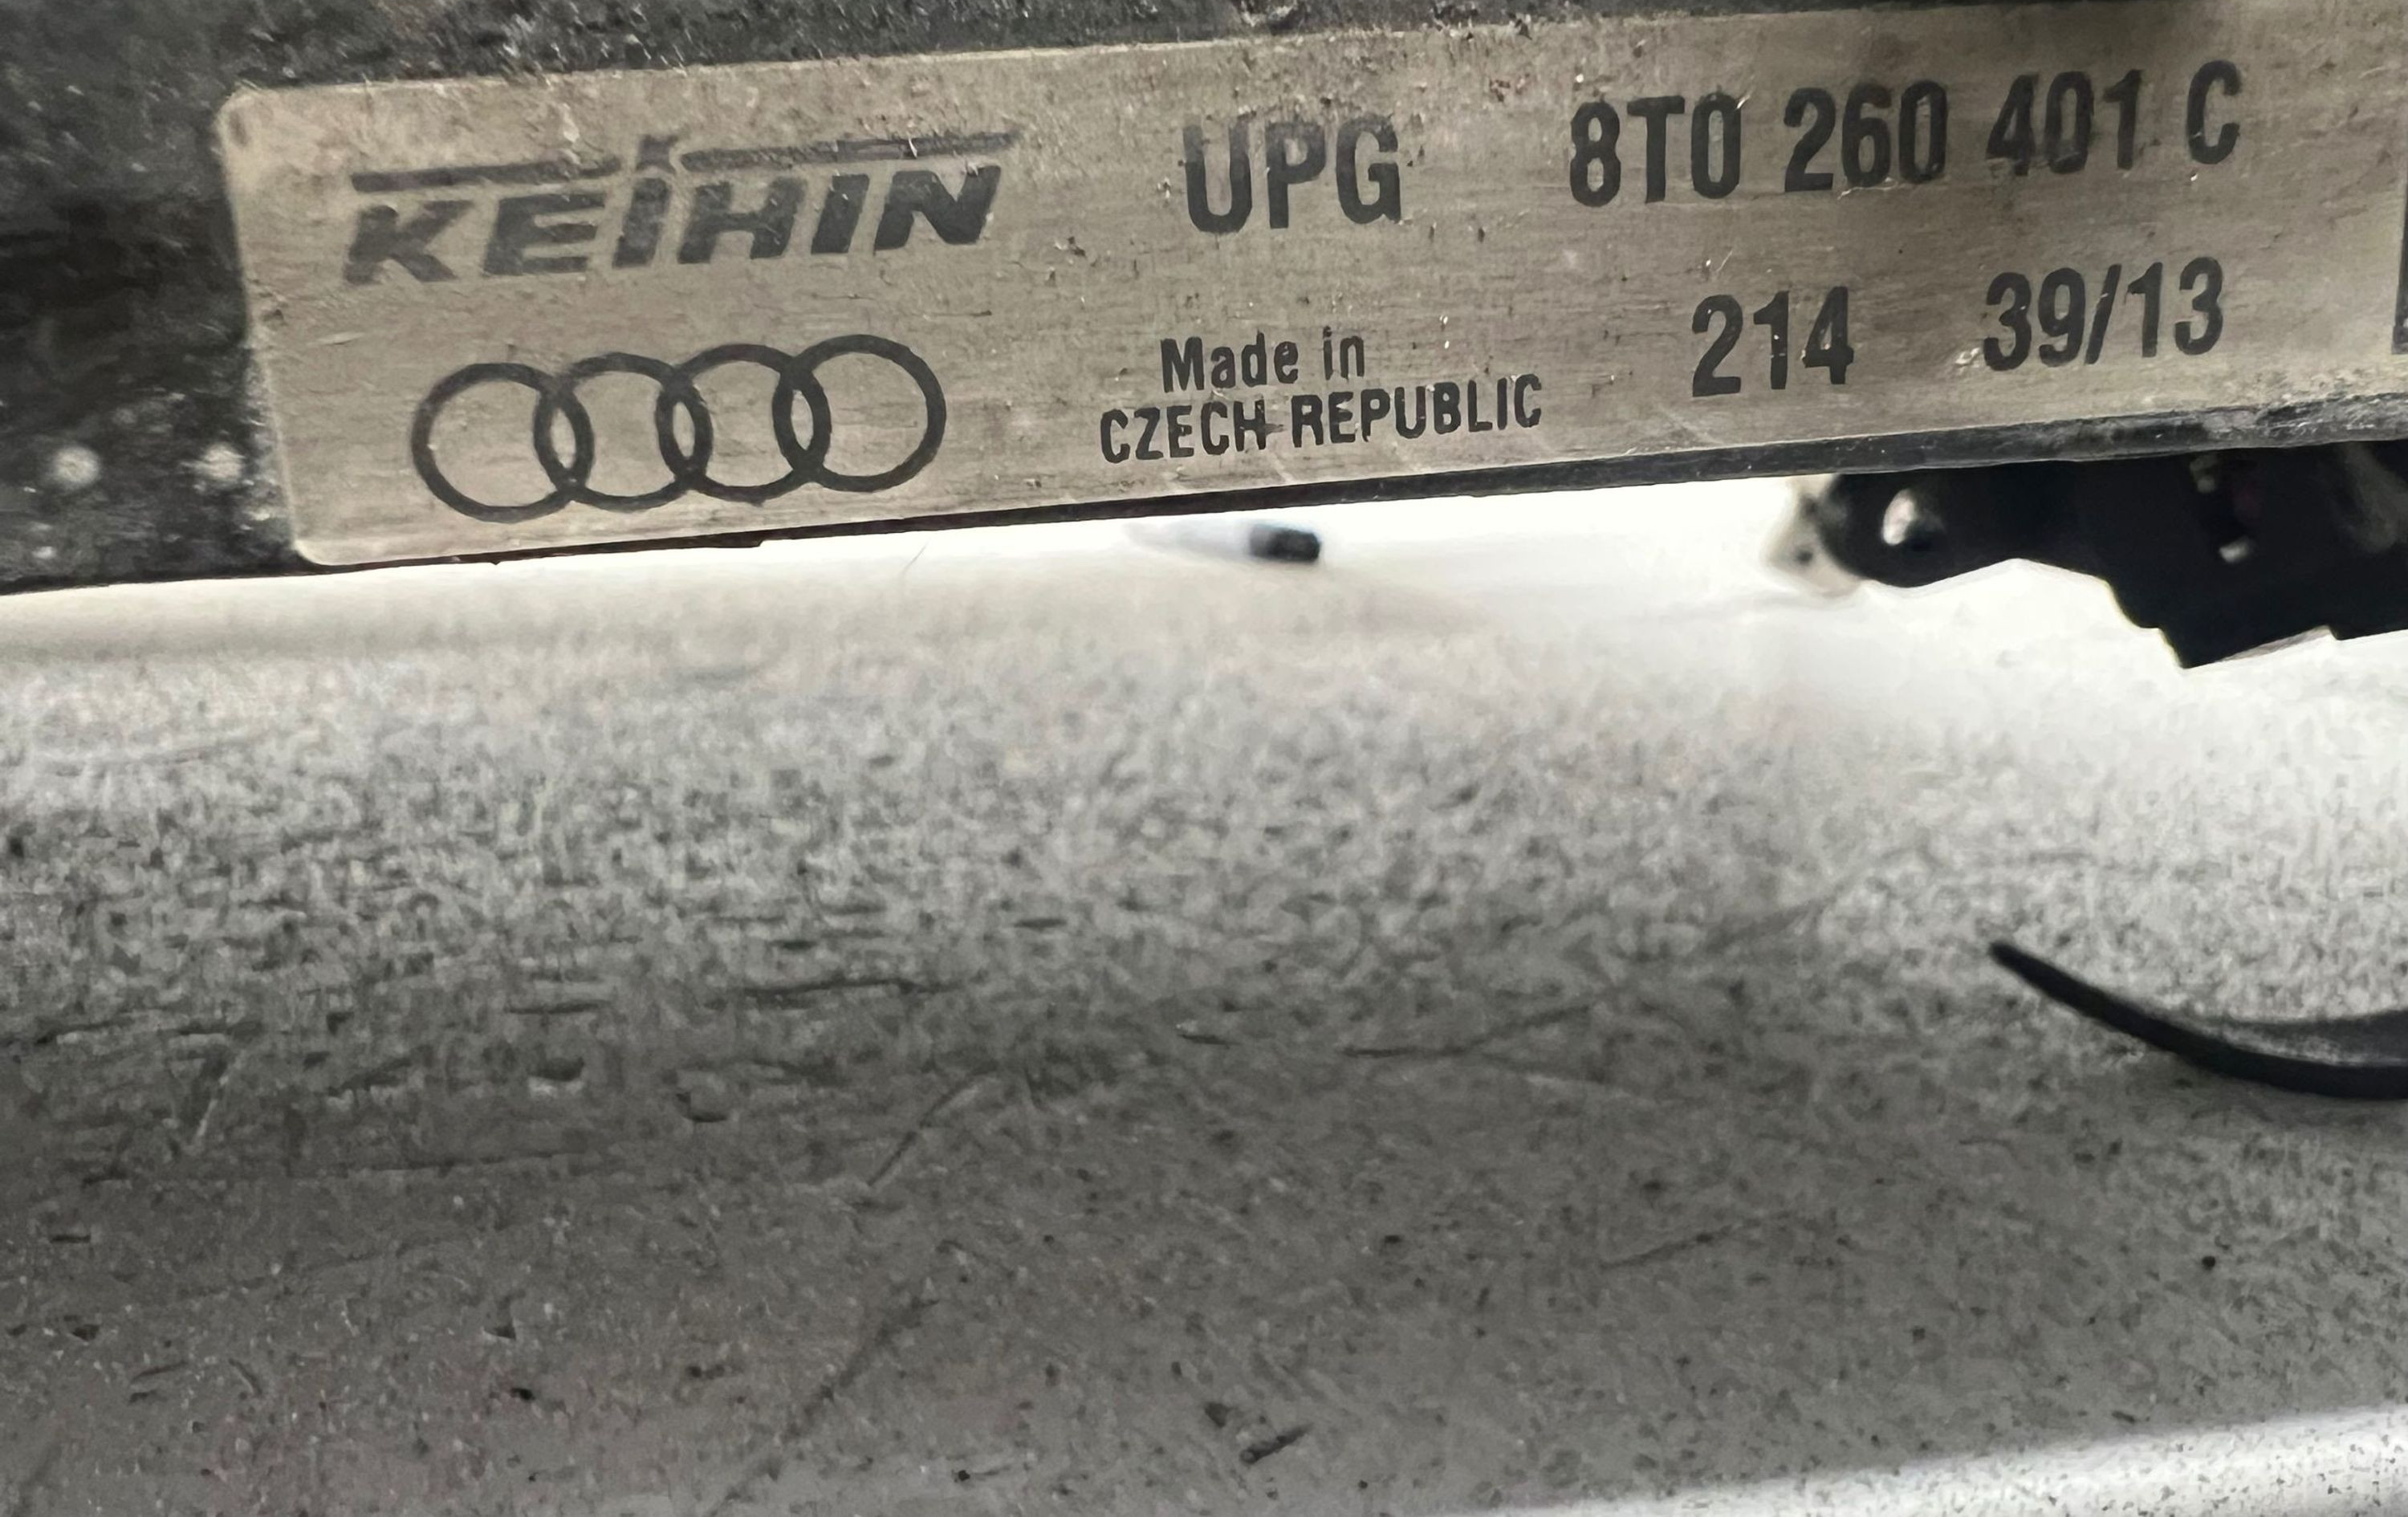 KEIHIN UPG 8T0 260 401 C
Made in 214 39/13
CZECH REPUBLIC